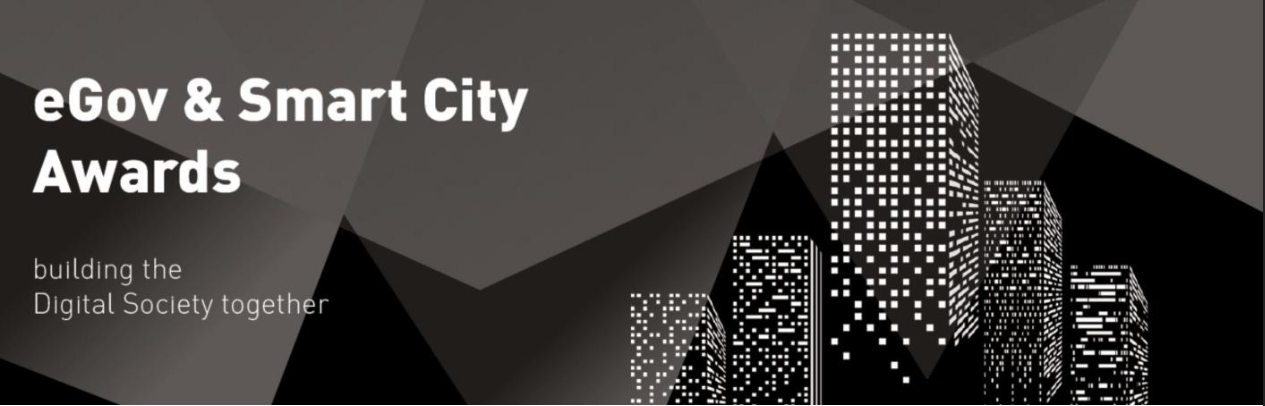 eGov & Smart City
Awards
building the
Digital Society together